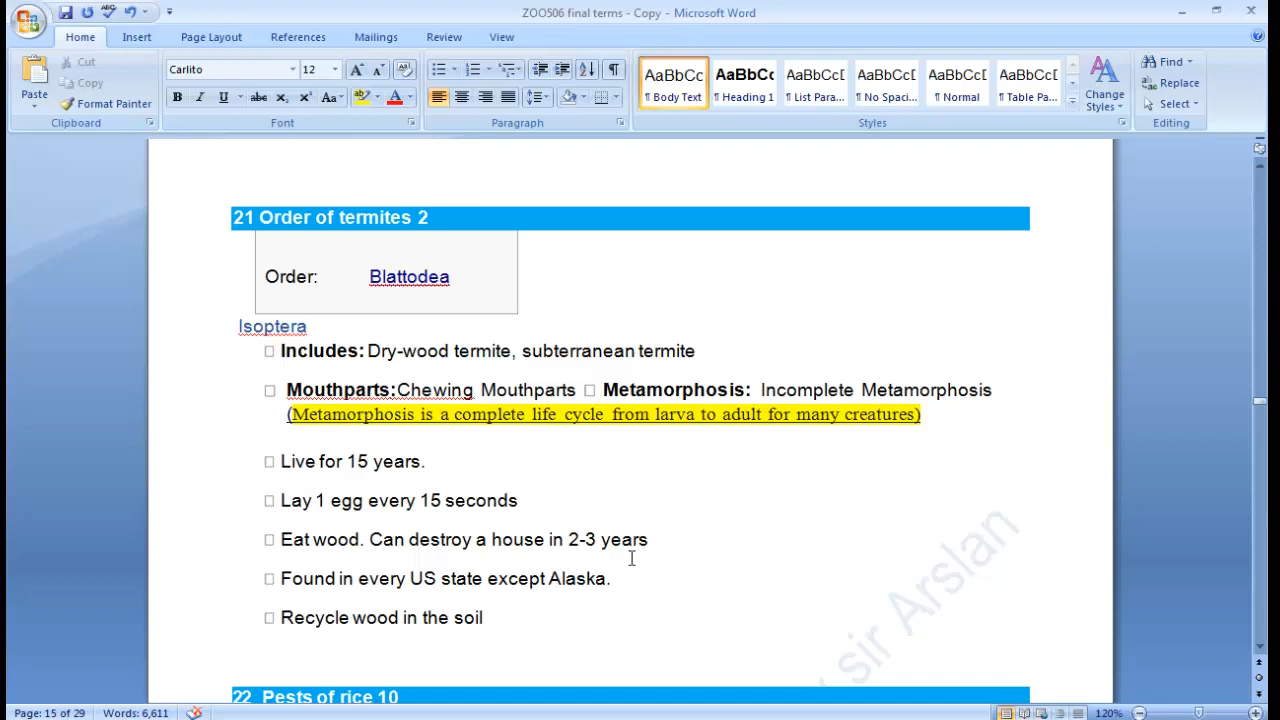 ZOO506 final terms - Copy - Microsoft Word
Home Insert Page Layout References Mailings Review View
Paste
Cut
Copy
Format Painter
Clipboard
Carlito 12
Font
Paragraph
AaBbCc AaBbCc AaBbCcD AaBbCcD AaBbCcD AaBbCcD
¶ Body Text ¶ Heading 1 ¶ List Para... ¶ No Spaci... ¶ Normal ¶ Table Pa...
Styles
Change Styles
Find
Replace
Select
Editing
21 Order of termites 2
Order: Blattodea
Isoptera
Includes: Dry-wood termite, subterranean termite
Mouthparts:Chewing Mouthparts □ Metamorphosis: Incomplete Metamorphosis
(Metamorphosis is a complete life cycle from larva to adult for many creatures)
Live for 15 years.
Lay 1 egg every 15 seconds
Eat wood. Can destroy a house in 2-3 years
Found in every US state except Alaska.
Recycle wood in the soil
sir Arslan
22 Pests of rice 10
Page: 15 of 29 Words: 6,611 120%